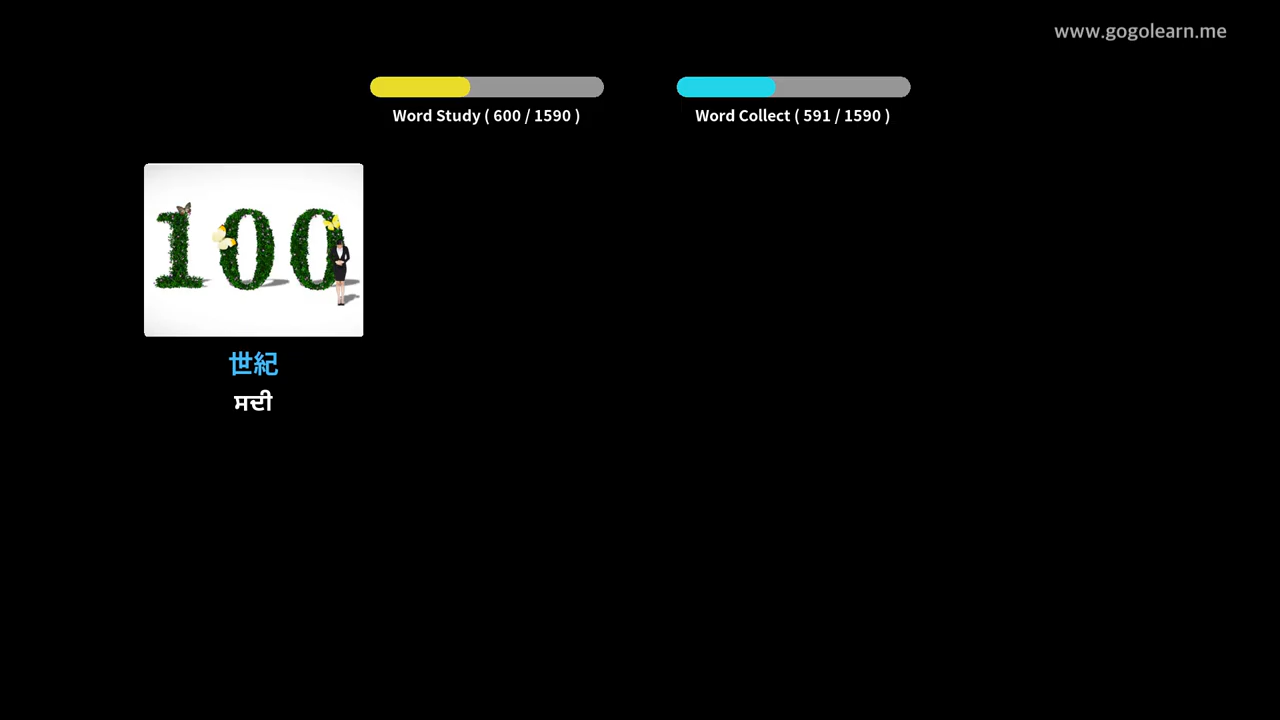 www.gogolearn.me
Word Study ( 600 / 1590 )
Word Collect ( 591 / 1590 )
100
世紀
ਸਦੀ